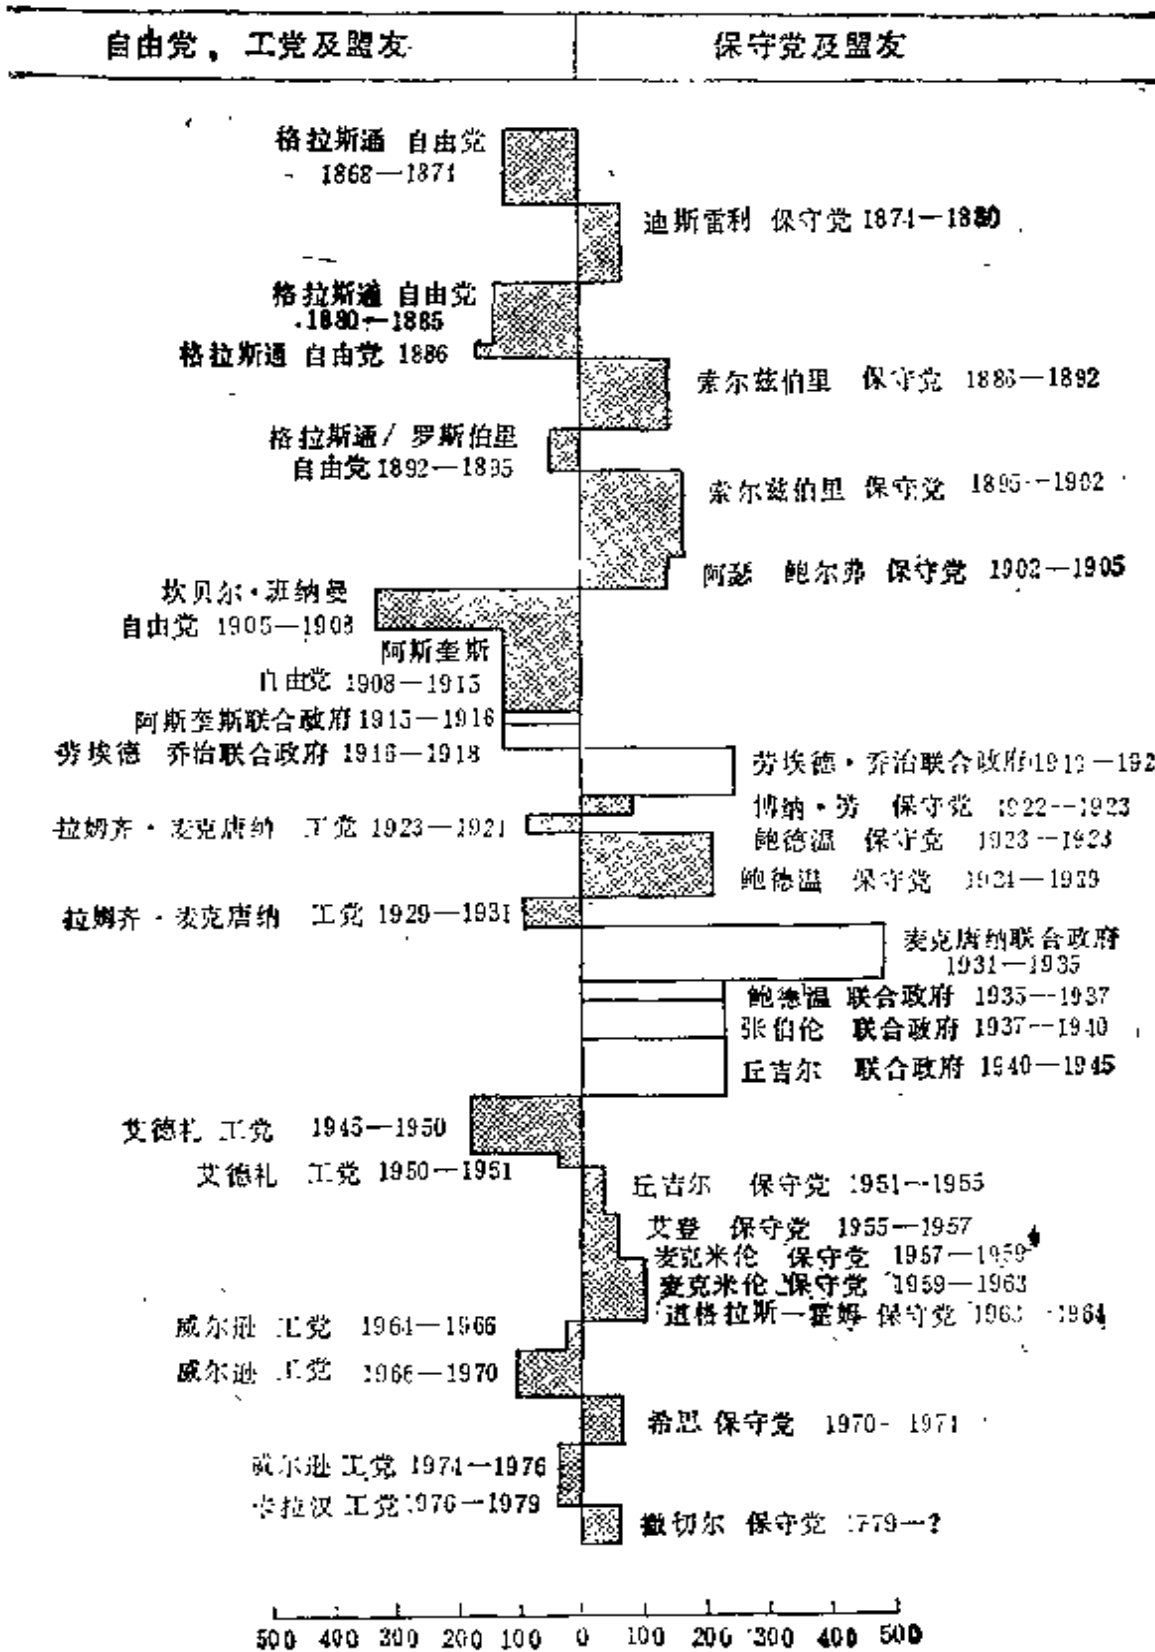 自由党，工党及盟友
保守党及盟友
格拉斯通 自由党
1868—1874
迪斯雷利 保守党 1874—1880
格拉斯通 自由党
1880—1885
格拉斯通 自由党 1886
索尔兹伯里 保守党 1886—1892
格拉斯通/罗斯伯里
自由党 1892—1895
索尔兹伯里 保守党 1895--1902
阿瑟 鲍尔弗 保守党 1902—1905
坎贝尔·班纳曼
自由党 1905—1908
阿斯奎斯
自由党 1908—1915
阿斯奎斯联合政府 1915—1916
劳埃德 乔治联合政府 1916—1918
劳埃德·乔治联合政府
博纳·劳 保守党 1922--1923
拉姆齐·麦克唐纳 工党 1923—1924
鲍德温 保守党 1923—1923
鲍德温 保守党 1924—1929
拉姆齐·麦克唐纳 工党 1929—1931
麦克唐纳联合政府
1931—1935
鲍德温 联合政府 1935--1937
张伯伦 联合政府 1937--1940
丘吉尔 联合政府 1940—1945
艾德礼 工党 1945—1950
艾德礼 工党 1950—1951
丘吉尔 保守党 1951—1955
艾登 保守党 1955—1957
麦克米伦 保守党 1957—1959
麦克米伦 保守党 1959—1963
道格拉斯—霍姆 保守党 1963—1964
威尔逊 工党 1964—1966
威尔逊 工党 1966—1970
希思 保守党 1970-1974
威尔逊 工党 1974—1976
卡拉汉 工党 1976—1979
撒切尔 保守党 1979—?
500 400 300 200 100 0 100 200 300 400 500